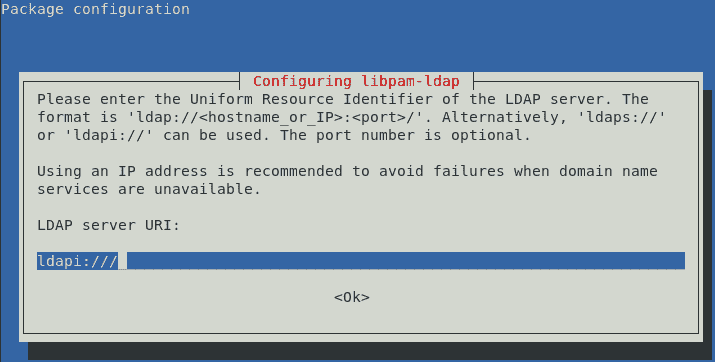 Package configuration
Configuring libpam-ldap
Please enter the Uniform Resource Identifier of the LDAP server. The
format is 'ldap://<hostname_or_IP>:<port>/'. Alternatively, 'ldaps://'
or 'ldapi://' can be used. The port number is optional.
Using an IP address is recommended to avoid failures when domain name
services are unavailable.
LDAP server URI:
ldapi:///
<Ok>